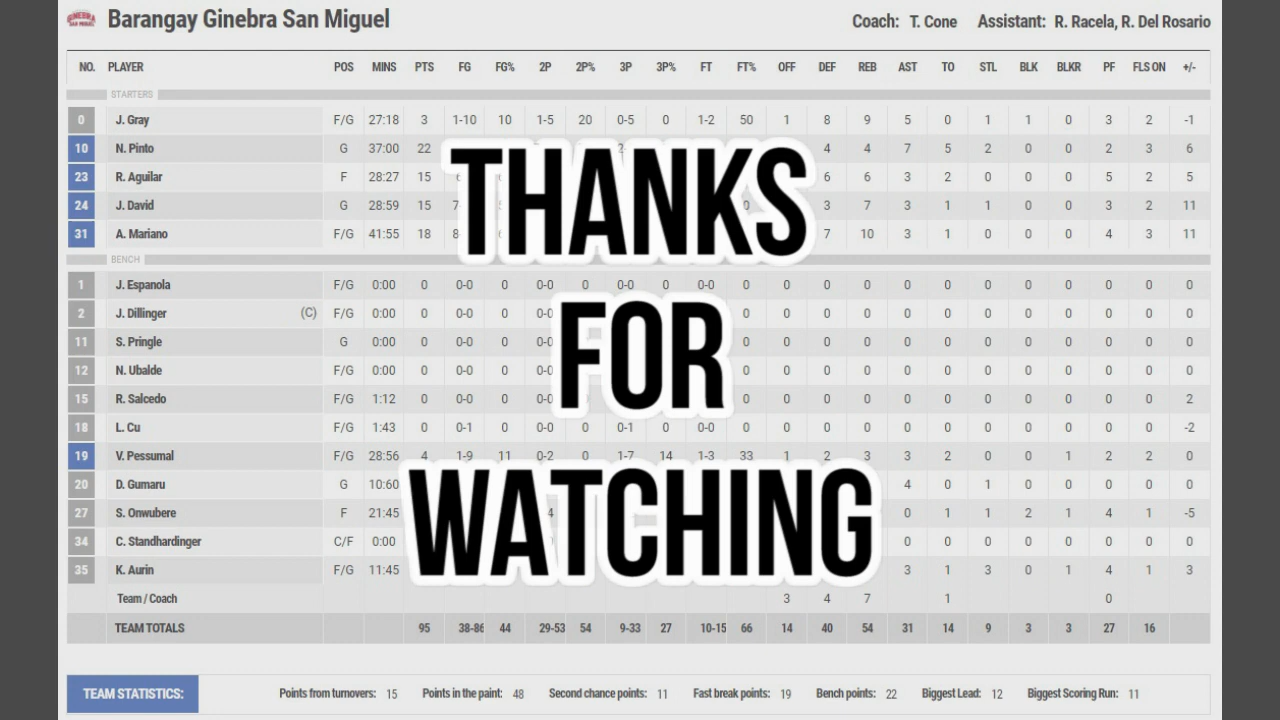 GINEBRA
SAN MIGUEL
Barangay Ginebra San Miguel
Coach: T. Cone Assistant: R. Racela, R. Del Rosario
NO. PLAYER POS MINS PTS FG FG% 2P 2P% 3P 3P% FT FT% OFF DEF REB AST TO STL BLK BLKR PF FLS ON +/-
STARTERS
0 J. Gray F/G 27:18 3 1-10 10 1-5 20 0-5 0 1-2 50 1 8 9 5 0 1 1 0 3 2 -1
10 N. Pinto G 37:00 22 4 4 7 5 2 0 0 2 3 6
23 R. Aguilar F 28:27 15 6 6 3 2 0 0 0 5 2 5
24 J. David G 28:59 15 3 7 3 1 1 0 0 3 2 11
31 A. Mariano F/G 41:55 18 7 10 3 1 0 0 0 4 3 11
BENCH
1 J. Espanola F/G 0:00 0 0-0 0 0-0 0 0-0 0 0-0 0 0 0 0 0 0 0 0 0 0 0 0
2 J. Dillinger (C) F/G 0:00 0 0-0 0 0-0 0 0 0 0 0 0 0 0 0 0 0 0
11 S. Pringle G 0:00 0 0-0 0 0-0 0 0 0 0 0 0 0 0 0 0 0 0
12 N. Ubalde F/G 0:00 0 0-0 0 0-0 0 0 0 0 0 0 0 0 0 0 0 0
15 R. Salcedo F/G 1:12 0 0-0 0 0-0 0 0 0 0 0 0 0 0 0 0 0 2
18 L. Cu F/G 1:43 0 0-1 0 0-0 0 0-1 0 0-0 0 0 0 0 0 0 0 0 0 0 0 -2
19 V. Pessumal F/G 28:56 4 1-9 11 0-2 0 1-7 14 1-3 33 1 2 3 3 2 0 0 1 2 2 0
20 D. Gumaru G 10:60 4 0 1 0 0 0 0 0
27 S. Onwubere F 21:45 0 1 1 2 1 4 1 -5
34 C. Standhardinger C/F 0:00 0 0 0 0 0 0 0 0
35 K. Aurin F/G 11:45 3 1 3 0 1 4 1 3
Team / Coach 3 4 7 1 0
TEAM TOTALS 95 38-86 44 29-53 54 9-33 27 10-15 66 14 40 54 31 14 9 3 3 27 16
THANKS
FOR
WATCHING
TEAM STATISTICS: Points from turnovers: 15 Points in the paint: 48 Second chance points: 11 Fast break points: 19 Bench points: 22 Biggest Lead: 12 Biggest Scoring Run: 11